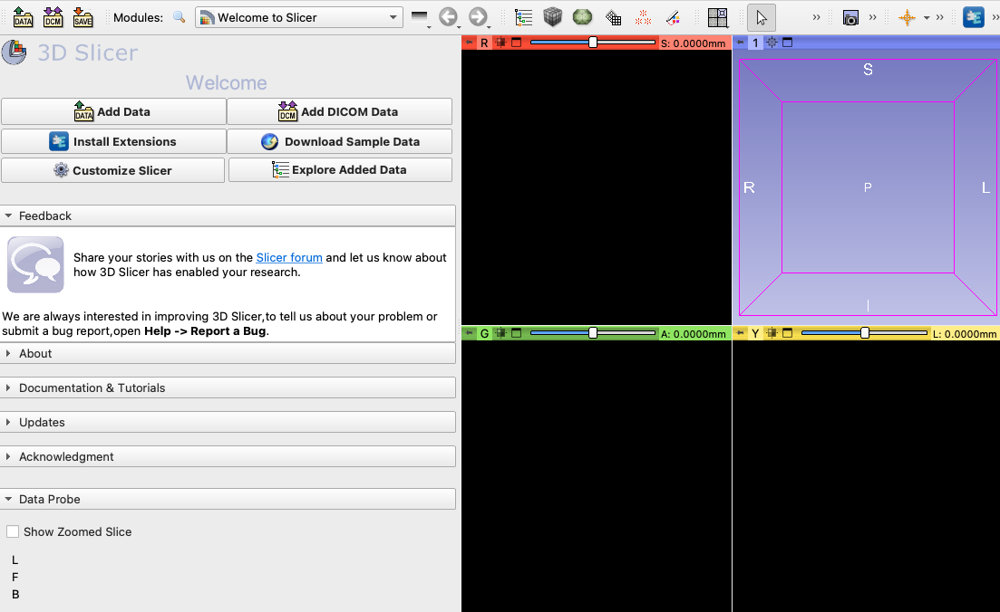 DATA DCM SAVE Modules: Welcome to Slicer
3D Slicer
Welcome
DATA Add Data DCM Add DICOM Data
Install Extensions Download Sample Data
Customize Slicer Explore Added Data
Feedback
Share your stories with us on the Slicer forum and let us know about
how 3D Slicer has enabled your research.
We are always interested in improving 3D Slicer,to tell us about your problem or
submit a bug report,open Help -> Report a Bug.
About
Documentation & Tutorials
Updates
Acknowledgment
Data Probe
Show Zoomed Slice
L
F
B
R S: 0.0000mm
1
S
R P L
I
G A: 0.0000mm
Y L: 0.0000mm